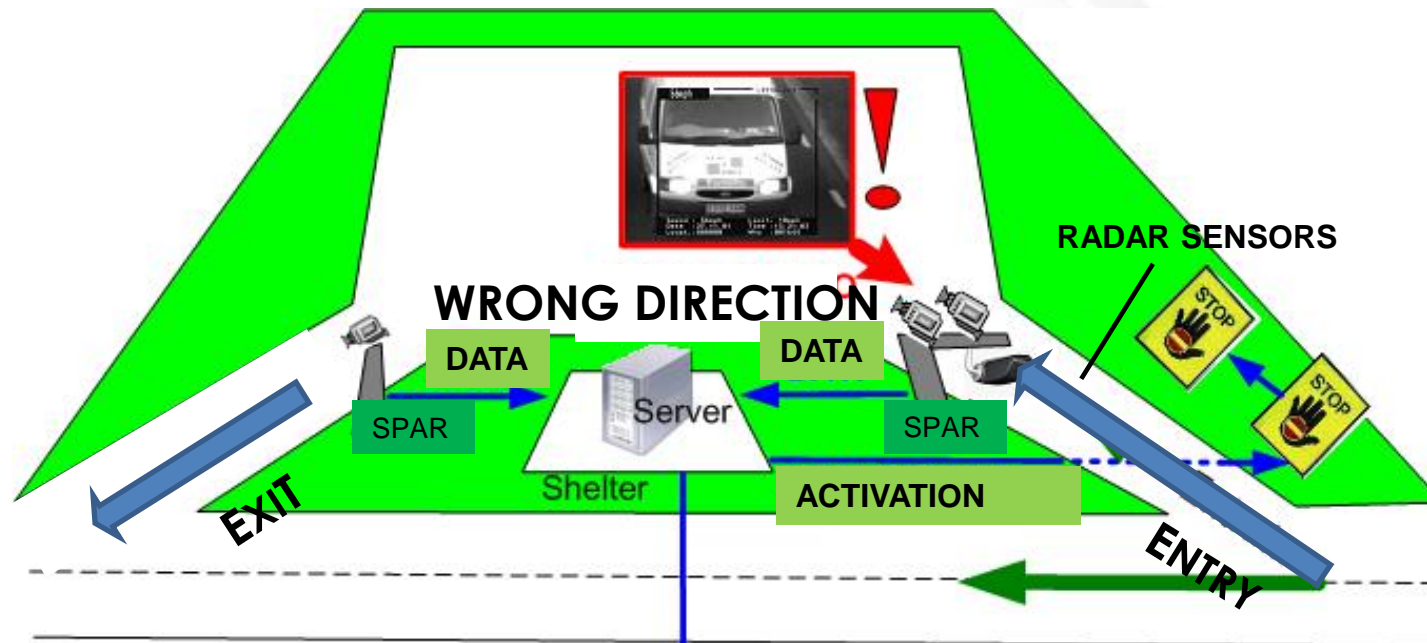 RADAR SENSORS
WRONG DIRECTION
STOP
STOP
DATA
DATA
Server
SPAR
SPAR
Shelter
ACTIVATION
EXIT
ENTRY